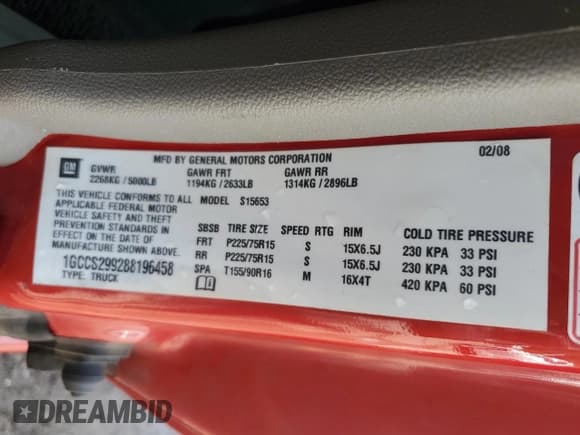 MFD BY GENERAL MOTORS CORPORATION 02/08
GM GVWR GAWR FRT GAWR RR
2268KG / 5000LB 1194KG / 2633LB 1314KG / 2896LB
THIS VEHICLE CONFORMS TO ALL MODEL S15653
APPLICABLE FEDERAL MOTOR
VEHICLE SAFETY AND THEFT
PREVENTION STANDARDS IN
EFFECT ON THE DATE OF
MANUFACTURE SHOWN ABOVE.
1GCCS299288196458
TYPE: TRUCK
SBSB TIRE SIZE SPEED RTG RIM COLD TIRE PRESSURE
FRT P225/75R15 S 15X6.5J 230 KPA 33 PSI
RR P225/75R15 S 15X6.5J 230 KPA 33 PSI
SPA T155/90R16 M 16X4T 420 KPA 60 PSI
DREAMBID